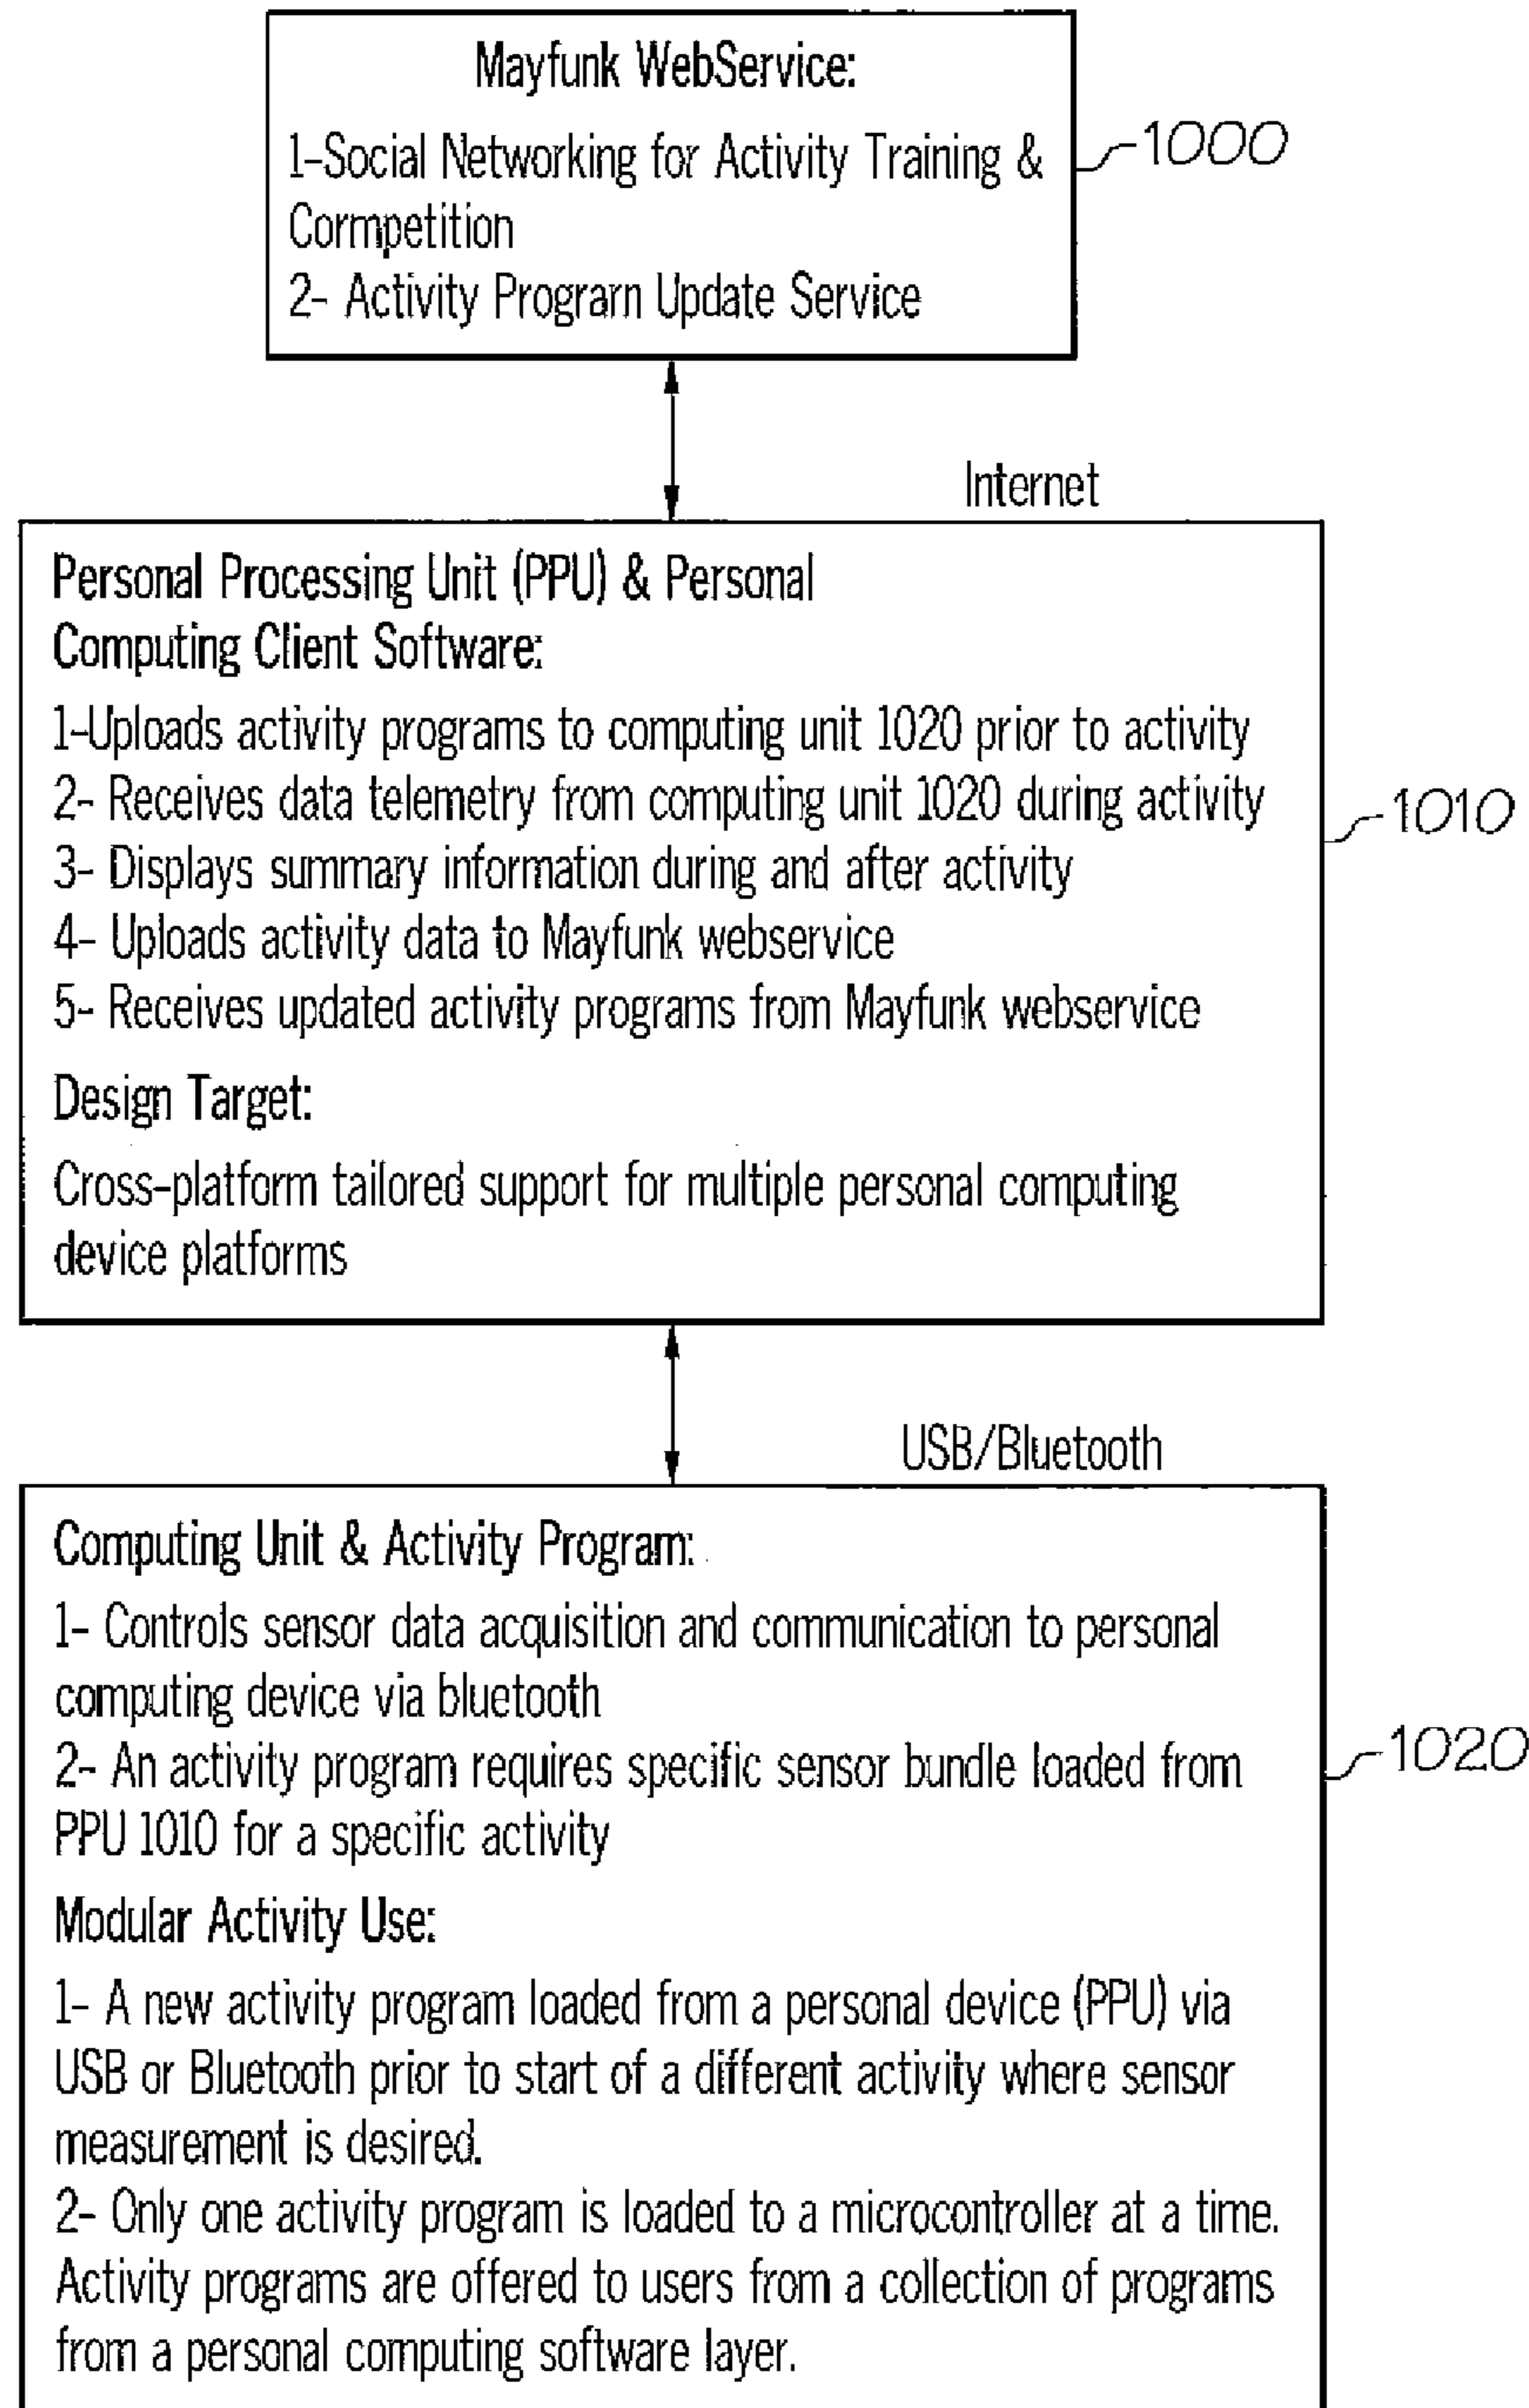 Mayfunk WebService:
1-Social Networking for Activity Training &
Cormpetition
2- Activity Program Update Service
1000
Internet
Personal Processing Unit (PPU) & Personal
Computing Client Software:
1-Uploads activity programs to computing unit 1020 prior to activity
2- Receives data telemetry from computing unit 1020 during activity
3- Displays summary information during and after activity
4- Uploads activity data to Mayfunk webservice
5- Receives updated activity programs from Mayfunk webservice
Design Target:
Cross-platform tailored support for multiple personal computing
device platforms
1010
USB/Bluetooth
Computing Unit & Activity Program:
1- Controls sensor data acquisition and communication to personal
computing device via bluetooth
2- An activity program requires specific sensor bundle loaded from
PPU 1010 for a specific activity
1020
Modular Activity Use:
1- A new activity program loaded from a personal device (PPU) via
USB or Bluetooth prior to start of a different activity where sensor
measurement is desired.
2- Only one activity program is loaded to a microcontroller at a time.
Activity programs are offered to users from a collection of programs
from a personal computing software layer.